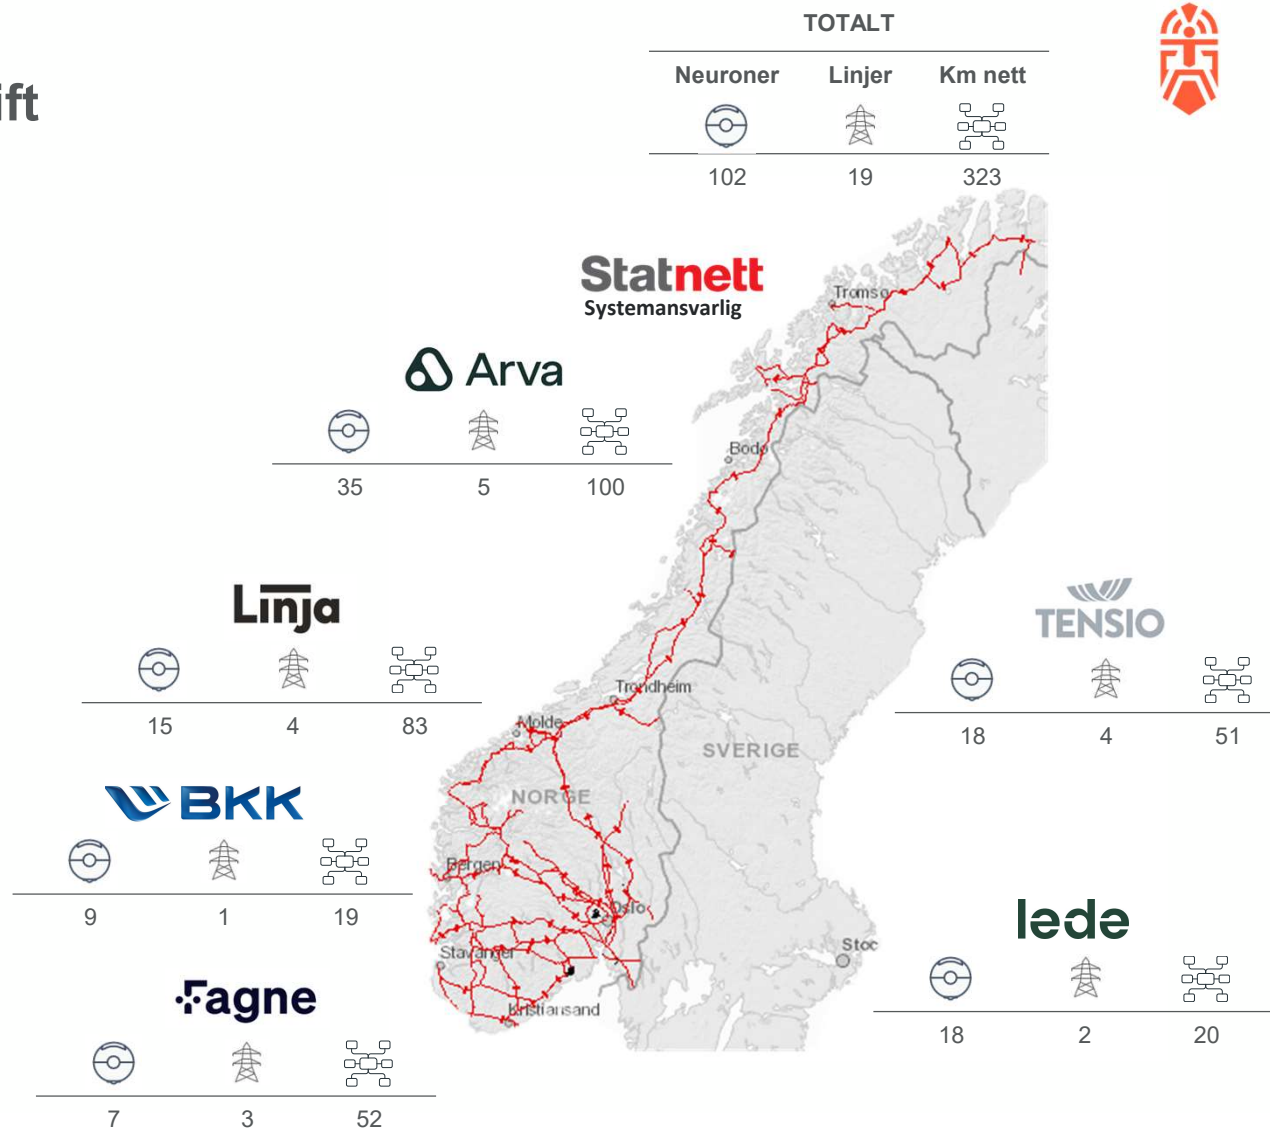 ift
TOTALT
Neuroner Linjer Km nett
102 19 323
Statnett
Systemansvarlig
Tromsø
Arva
35 5 100
Bodø
Linja
15 4 83
TENSIO
18 4 51
Trondheim
Molde
SVERIGE
NORGE
BKK
9 1 19
Bergen
Oslo
lede
18 2 20
Stavanger
Stoc
Kristiansand
Fagne
7 3 52